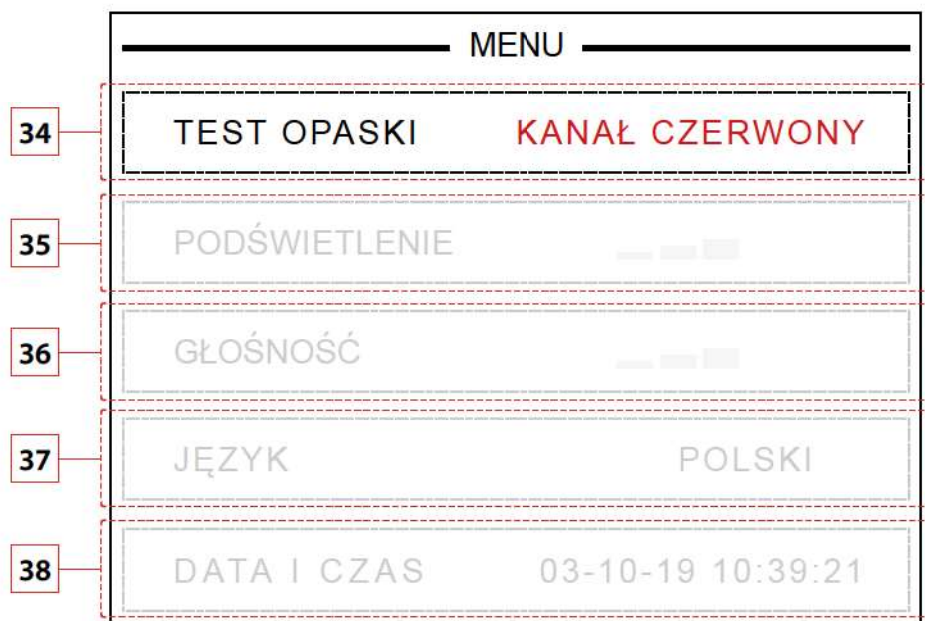 MENU
34 TEST OPASKI KANAŁ CZERWONY
35 PODŚWIETLENIE
36 GŁOŚNOŚĆ
37 JĘZYK POLSKI
38 DATA I CZAS 03-10-19 10:39:21